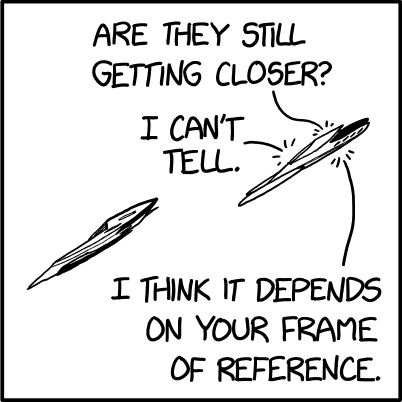 ARE THEY STILL
GETTING CLOSER?
I CAN'T
TELL.
I THINK IT DEPENDS
ON YOUR FRAME
OF REFERENCE.